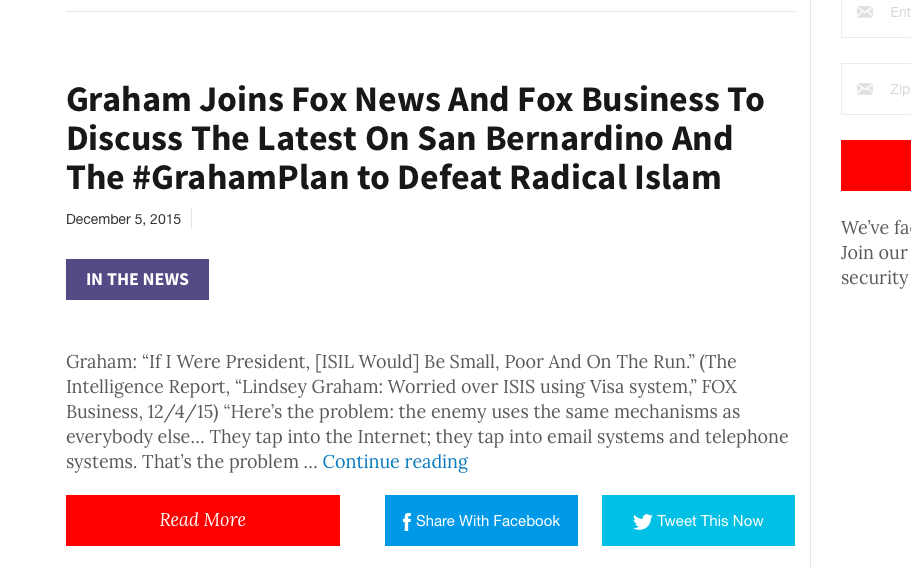 Graham Joins Fox News And Fox Business To
Discuss The Latest On San Bernardino And
The #GrahamPlan to Defeat Radical Islam
December 5, 2015
IN THE NEWS
Graham: “If I Were President, [ISIL Would] Be Small, Poor And On The Run.” (The
Intelligence Report, “Lindsey Graham: Worried over ISIS using Visa system,” FOX
Business, 12/4/15) “Here’s the problem: the enemy uses the same mechanisms as
everybody else… They tap into the Internet; they tap into email systems and telephone
systems. That’s the problem … Continue reading
Read More
Share With Facebook
Tweet This Now
Ent
Zip
We’ve fa
Join our
security